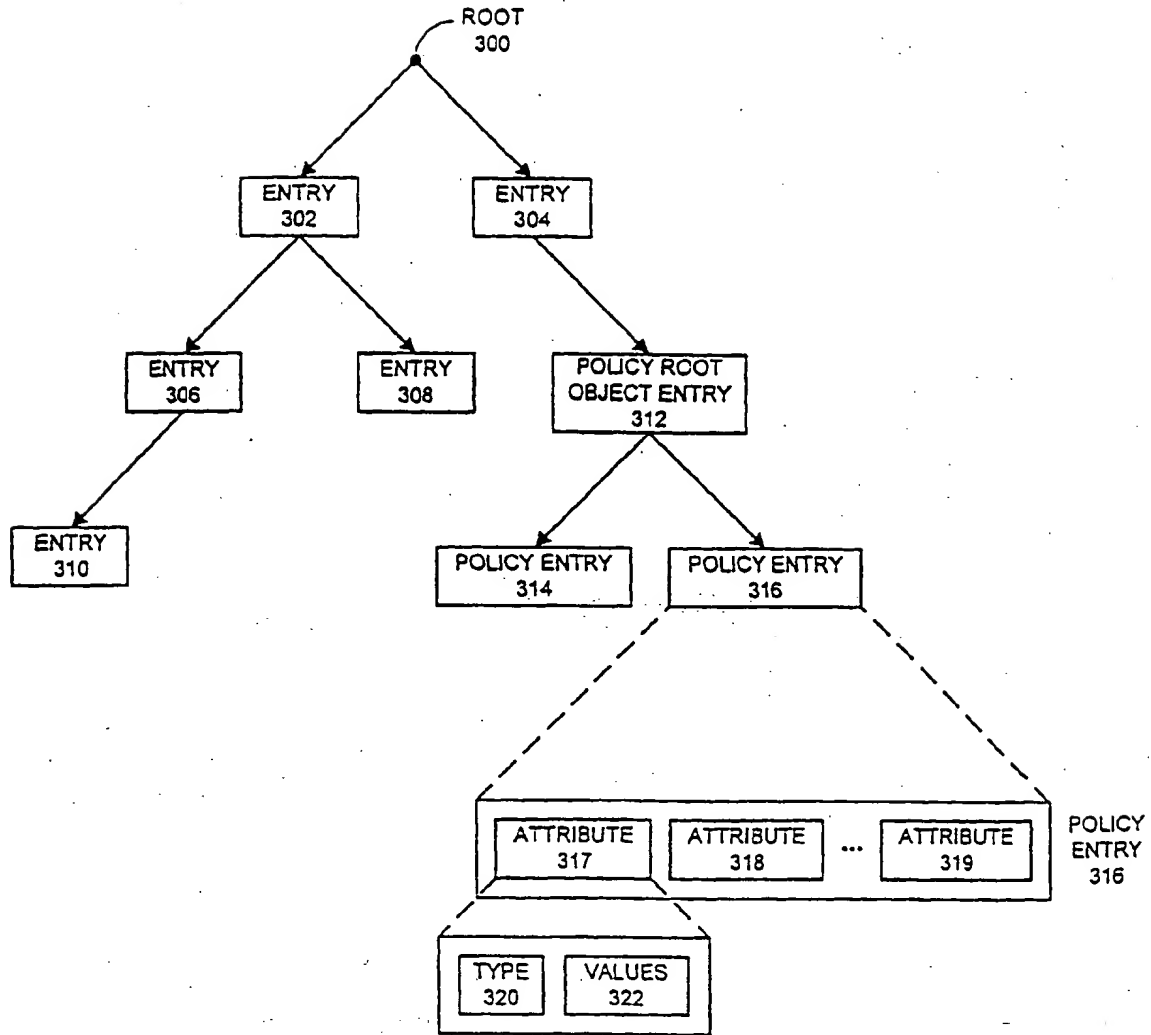 ROOT
300
ENTRY
302
ENTRY
304
ENTRY
306
ENTRY
308
POLICY ROOT
OBJECT ENTRY
312
ENTRY
310
POLICY ENTRY
314
POLICY ENTRY
316
ATTRIBUTE
317
ATTRIBUTE
318
...
ATTRIBUTE
319
POLICY
ENTRY
316
TYPE
320
VALUES
322